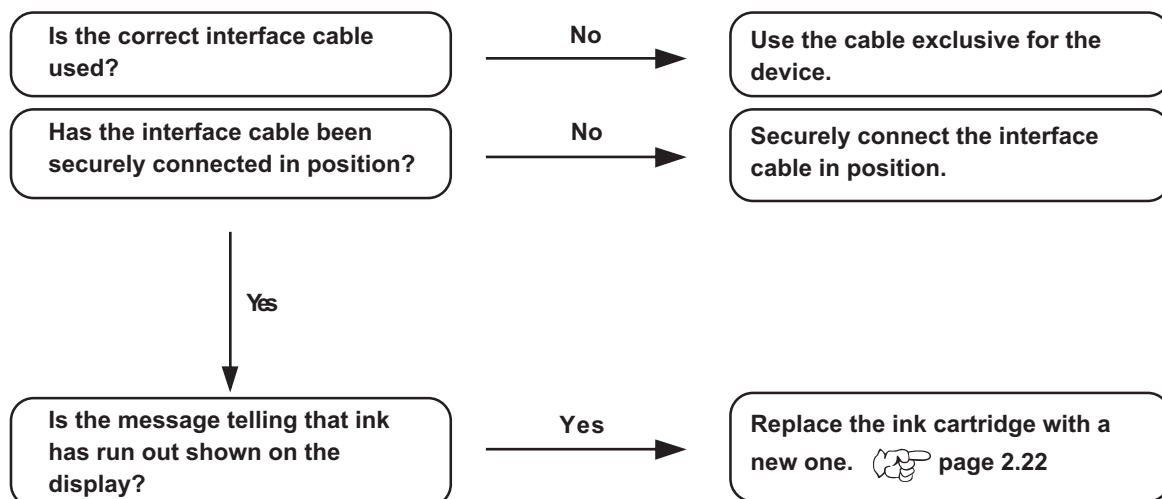 Is the correct interface cable
used?
No
Use the cable exclusive for the
device.
Has the interface cable been
securely connected in position?
No
Securely connect the interface
cable in position.
Yes
Is the message telling that ink
has run out shown on the
display?
Yes
Replace the ink cartridge with a
new one. page 2.22